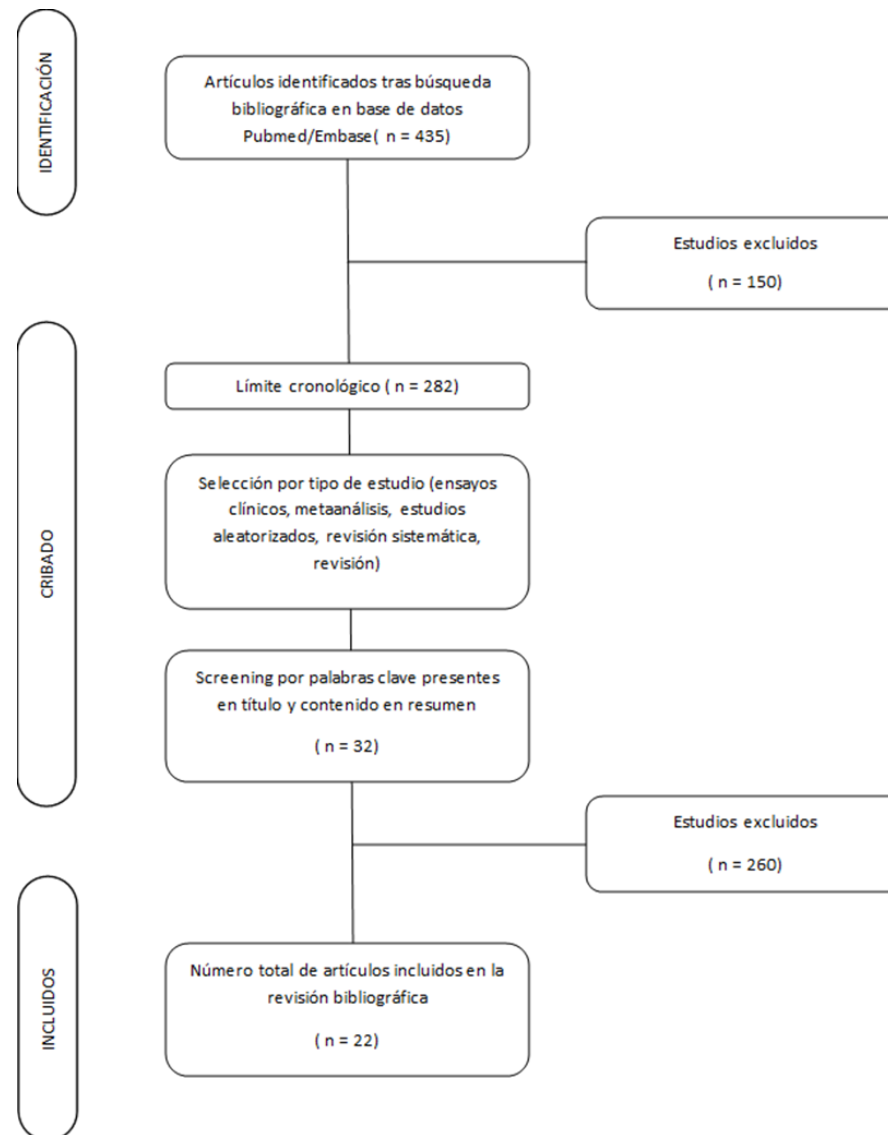 IDENTIFICACIÓN
Artículos identificados tras búsqueda
bibliográfica en base de datos
Pubmed/Embase( n = 435)
Estudios excluidos
( n = 150)
CRIBADO
Límite cronológico ( n = 282)
Selección por tipo de estudio (ensayos
clínicos, metaanálisis, estudios
aleatorizados, revisión sistemática,
revisión)
Screening por palabras clave presentes
en título y contenido en resumen
( n = 32)
Estudios excluidos
( n = 260)
INCLUIDOS
Número total de artículos incluidos en la
revisión bibliográfica
( n = 22)